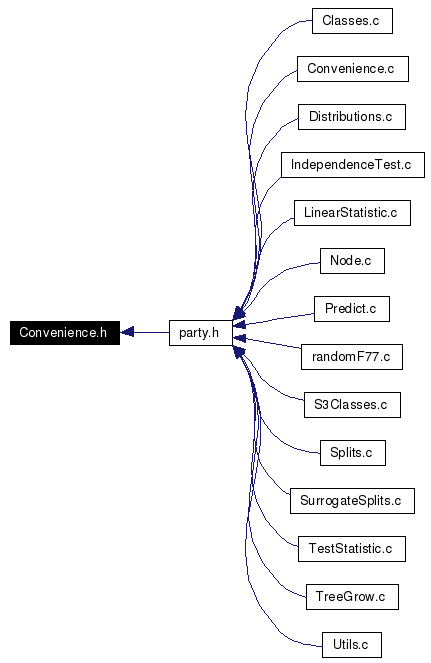 Classes.c
Convenience.c
Distributions.c
IndependenceTest.c
LinearStatistic.c
Node.c
Predict.c
Convenience.h
party.h
randomF77.c
S3Classes.c
Splits.c
SurrogateSplits.c
TestStatistic.c
TreeGrow.c
Utils.c